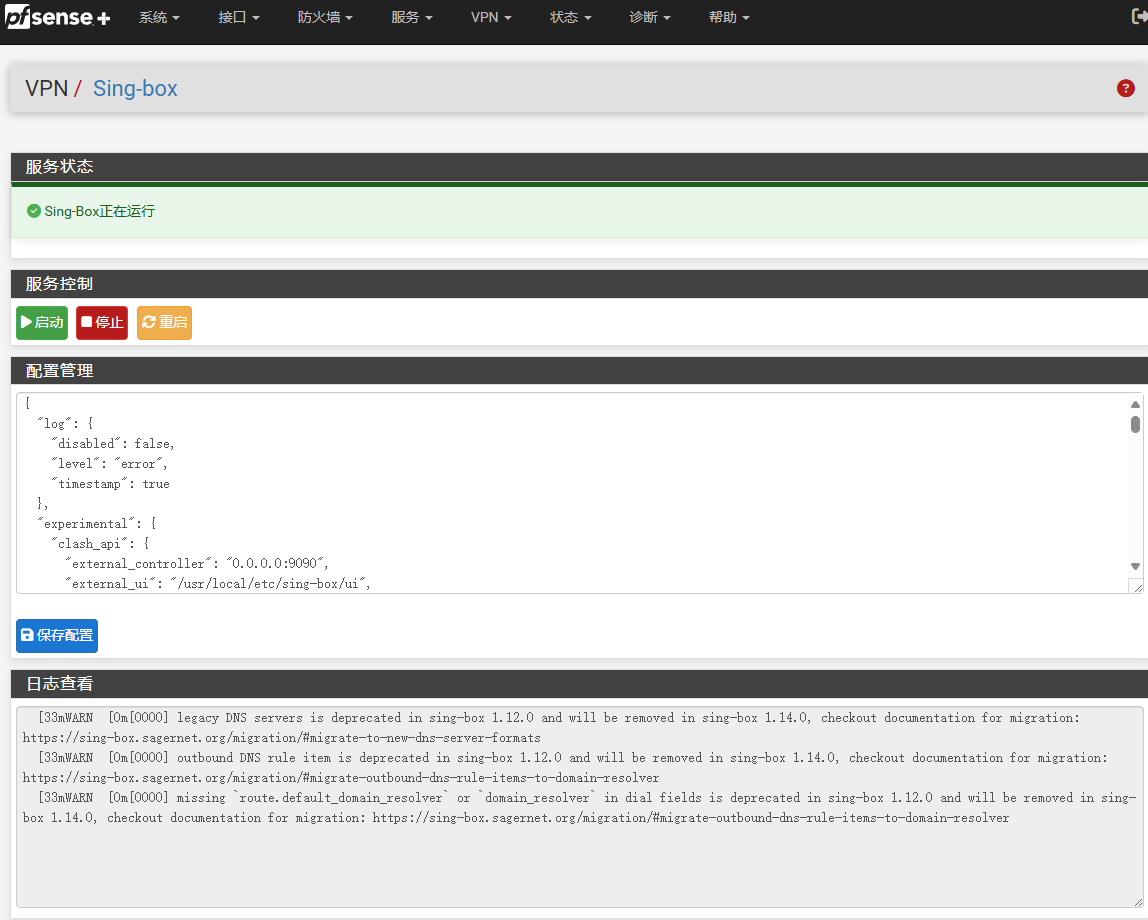 pfsense + 系统 接口 防火墙 服务 VPN 状态 诊断 帮助
VPN / Sing-box ?
服务状态
Sing-Box正在运行
服务控制
启动 停止 重启
配置管理
{
"log": {
"disabled": false,
"level": "error",
"timestamp": true
},
"experimental": {
"clash_api": {
"external_controller": "0.0.0.0:9090",
"external_ui": "/usr/local/etc/sing-box/ui",
保存配置
日志查看
[33mWARN [0m[0000] legacy DNS servers is deprecated in sing-box 1.12.0 and will be removed in sing-box 1.14.0, checkout documentation for migration:
https://sing-box.sagernet.org/migration/#migrate-to-new-dns-server-formats
[33mWARN [0m[0000] outbound DNS rule item is deprecated in sing-box 1.12.0 and will be removed in sing-box 1.14.0, checkout documentation for migration:
https://sing-box.sagernet.org/migration/#migrate-outbound-dns-rule-items-to-domain-resolver
[33mWARN [0m[0000] missing `route.default_domain_resolver` or `domain_resolver` in dial fields is deprecated in sing-box 1.12.0 and will be removed in sing-
box 1.14.0, checkout documentation for migration: https://sing-box.sagernet.org/migration/#migrate-outbound-dns-rule-items-to-domain-resolver